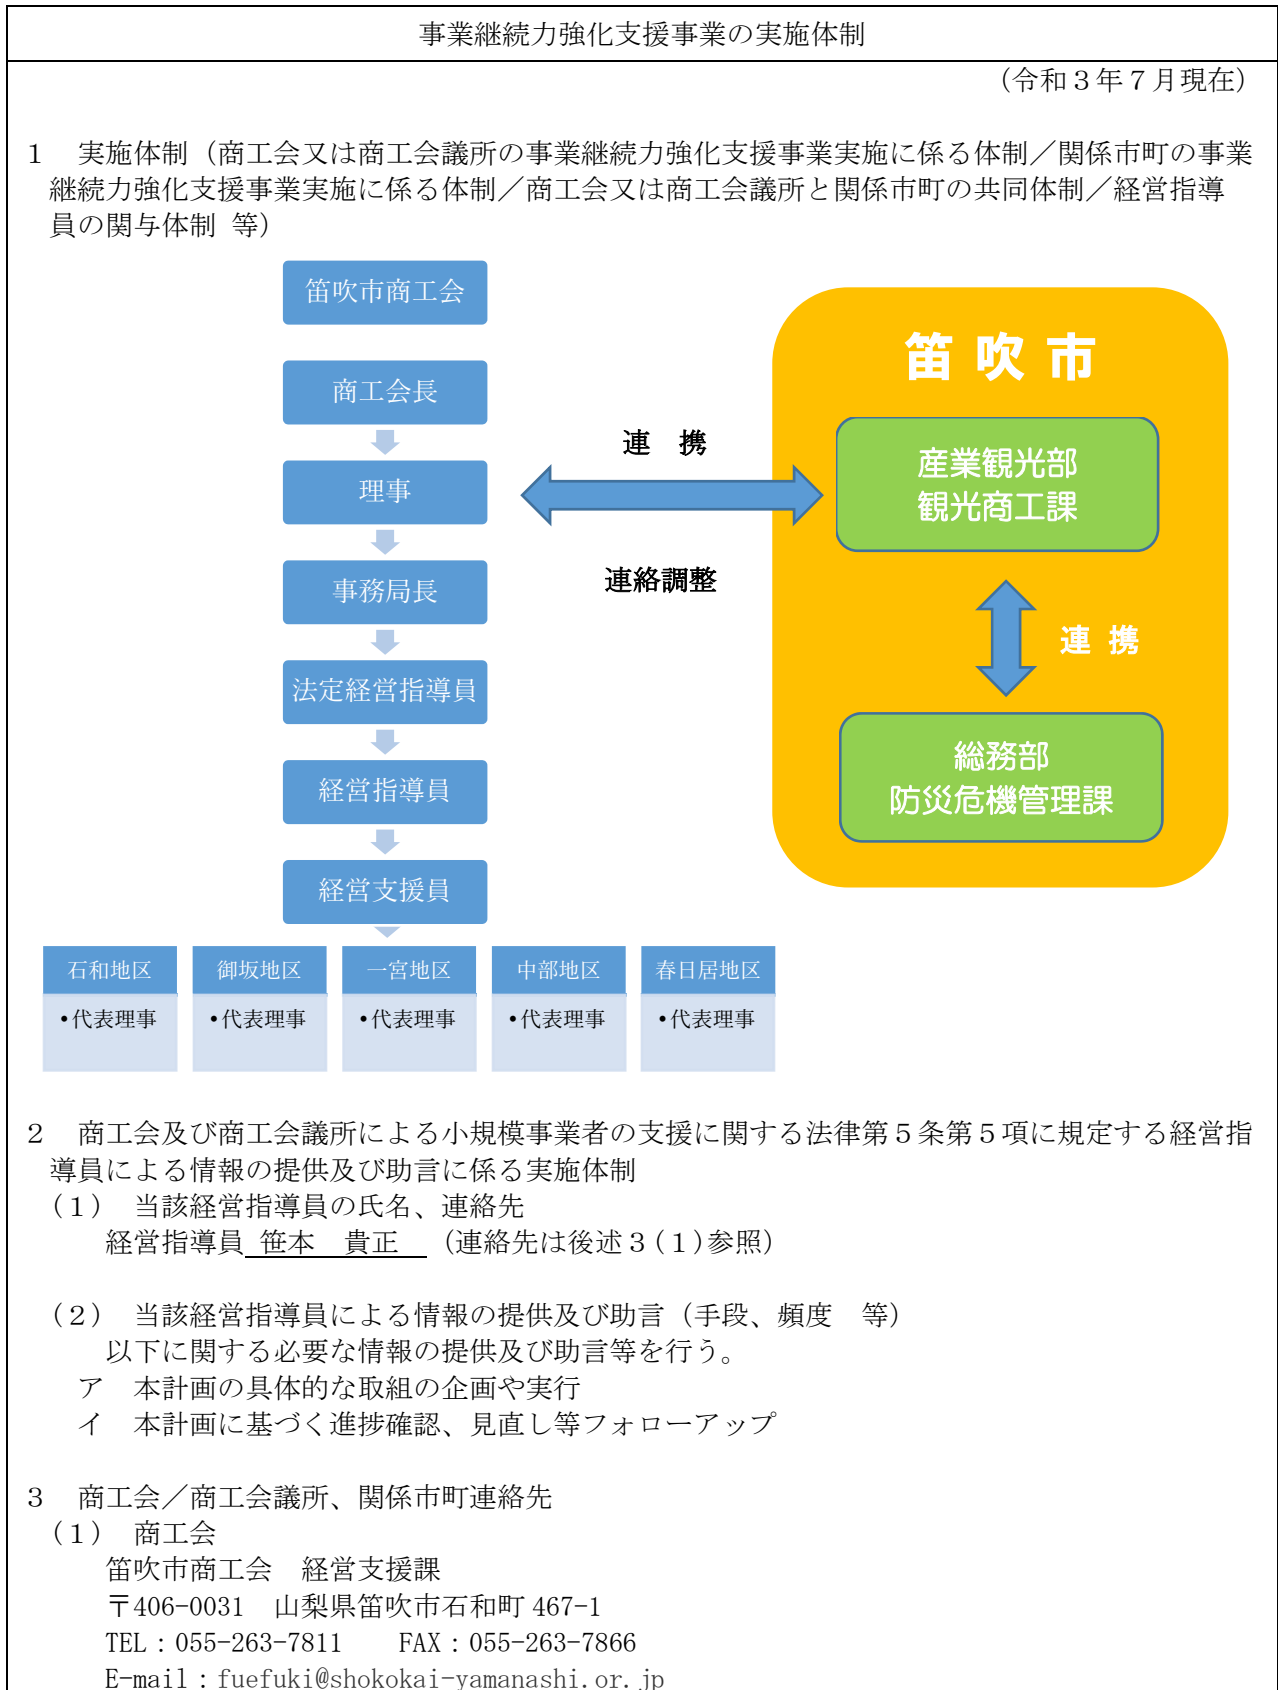 事業継続力強化支援事業の実施体制
（令和３年７月現在）
１　実施体制（商工会又は商工会議所の事業継続力強化支援事業実施に係る体制／関係市町の事業
継続力強化支援事業実施に係る体制／商工会又は商工会議所と関係市町の共同体制／経営指導
員の関与体制 等）
笛吹市商工会
商工会長
理事
事務局長
法定経営指導員
経営指導員
経営支援員
連　携
連絡調整
笛 吹 市
産業観光部
観光商工課
連 携
総務部
防災危機管理課
石和地区
御坂地区
一宮地区
中部地区
春日居地区
•代表理事
•代表理事
•代表理事
•代表理事
•代表理事
２　商工会及び商工会議所による小規模事業者の支援に関する法律第５条第５項に規定する経営指
導員による情報の提供及び助言に係る実施体制
（１）　当該経営指導員の氏名、連絡先
経営指導員 笹本　貴正　（連絡先は後述３(１)参照）
（２）　当該経営指導員による情報の提供及び助言（手段、頻度　等）
以下に関する必要な情報の提供及び助言等を行う。
ア　本計画の具体的な取組の企画や実行
イ　本計画に基づく進捗確認、見直し等フォローアップ
３　商工会／商工会議所、関係市町連絡先
（１）　商工会
笛吹市商工会　経営支援課
〒406-0031　山梨県笛吹市石和町 467-1
TEL：055-263-7811　　FAX：055-263-7866
E-mail：fuefuki@shokokai-yamanashi.or.jp